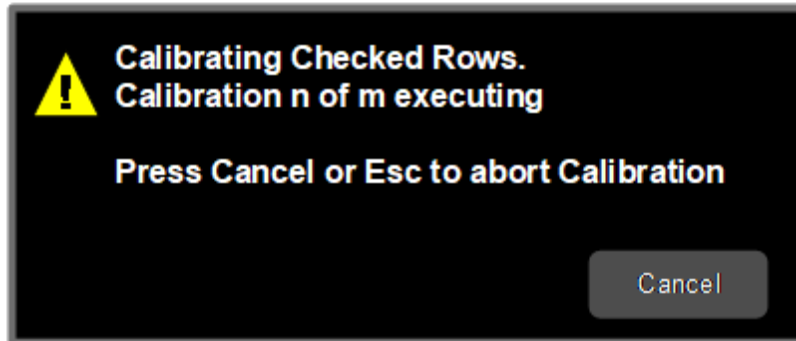 Calibrating Checked Rows.
Calibration n of m executing
Press Cancel or Esc to abort Calibration
Cancel